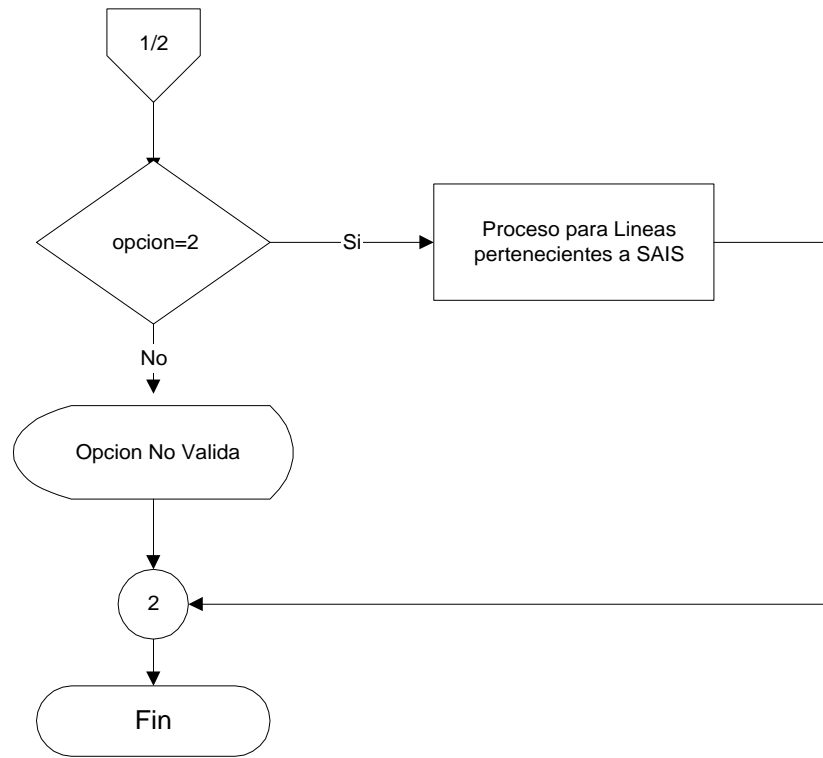 1/2
opcion=2
Si
Proceso para Lineas
pertenecientes a SAIS
No
Opcion No Valida
2
Fin